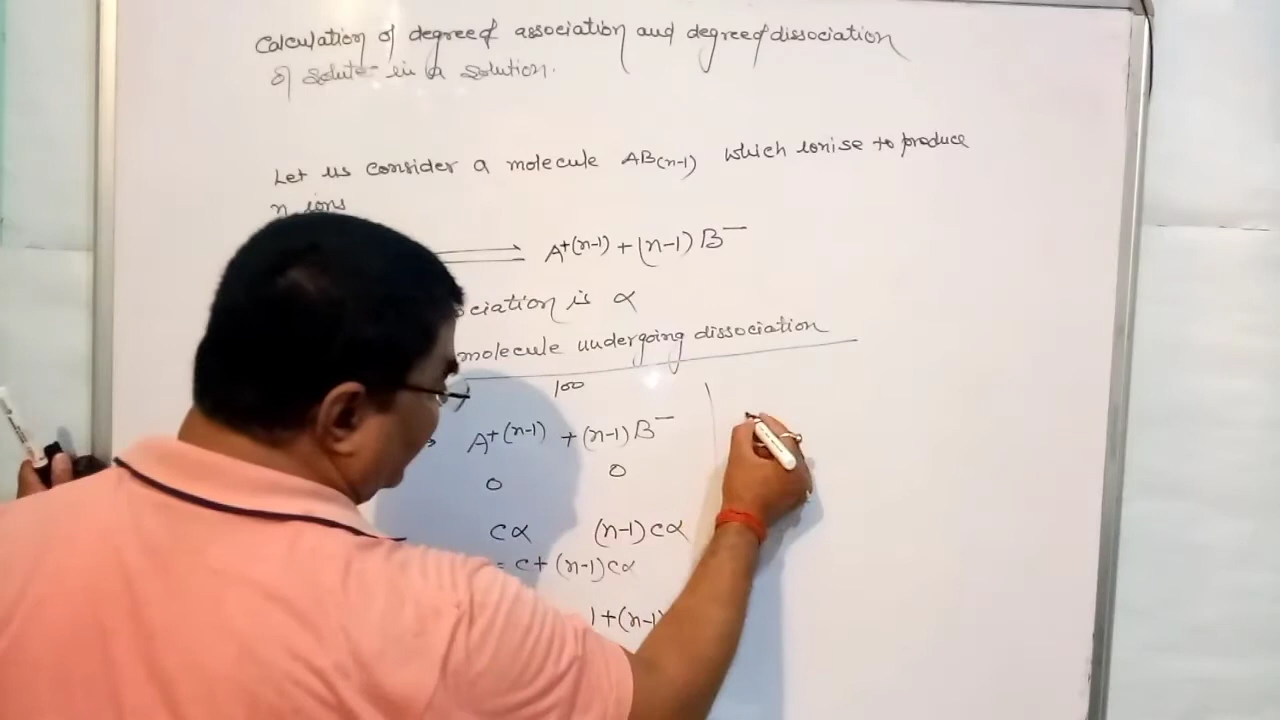 Calculation of degree of association and degree of dissociation
of solute in a solution.
Let us consider a molecule AB(n-1) which ionise to produce
n ions
⇌ A+(n-1) + (n-1) B⁻
ociation is α
molecule undergoing dissociation
100
A+(n-1) + (n-1) B⁻
0 0
cα (n-1) cα
= c + (n-1) cα
1 + (n-1)